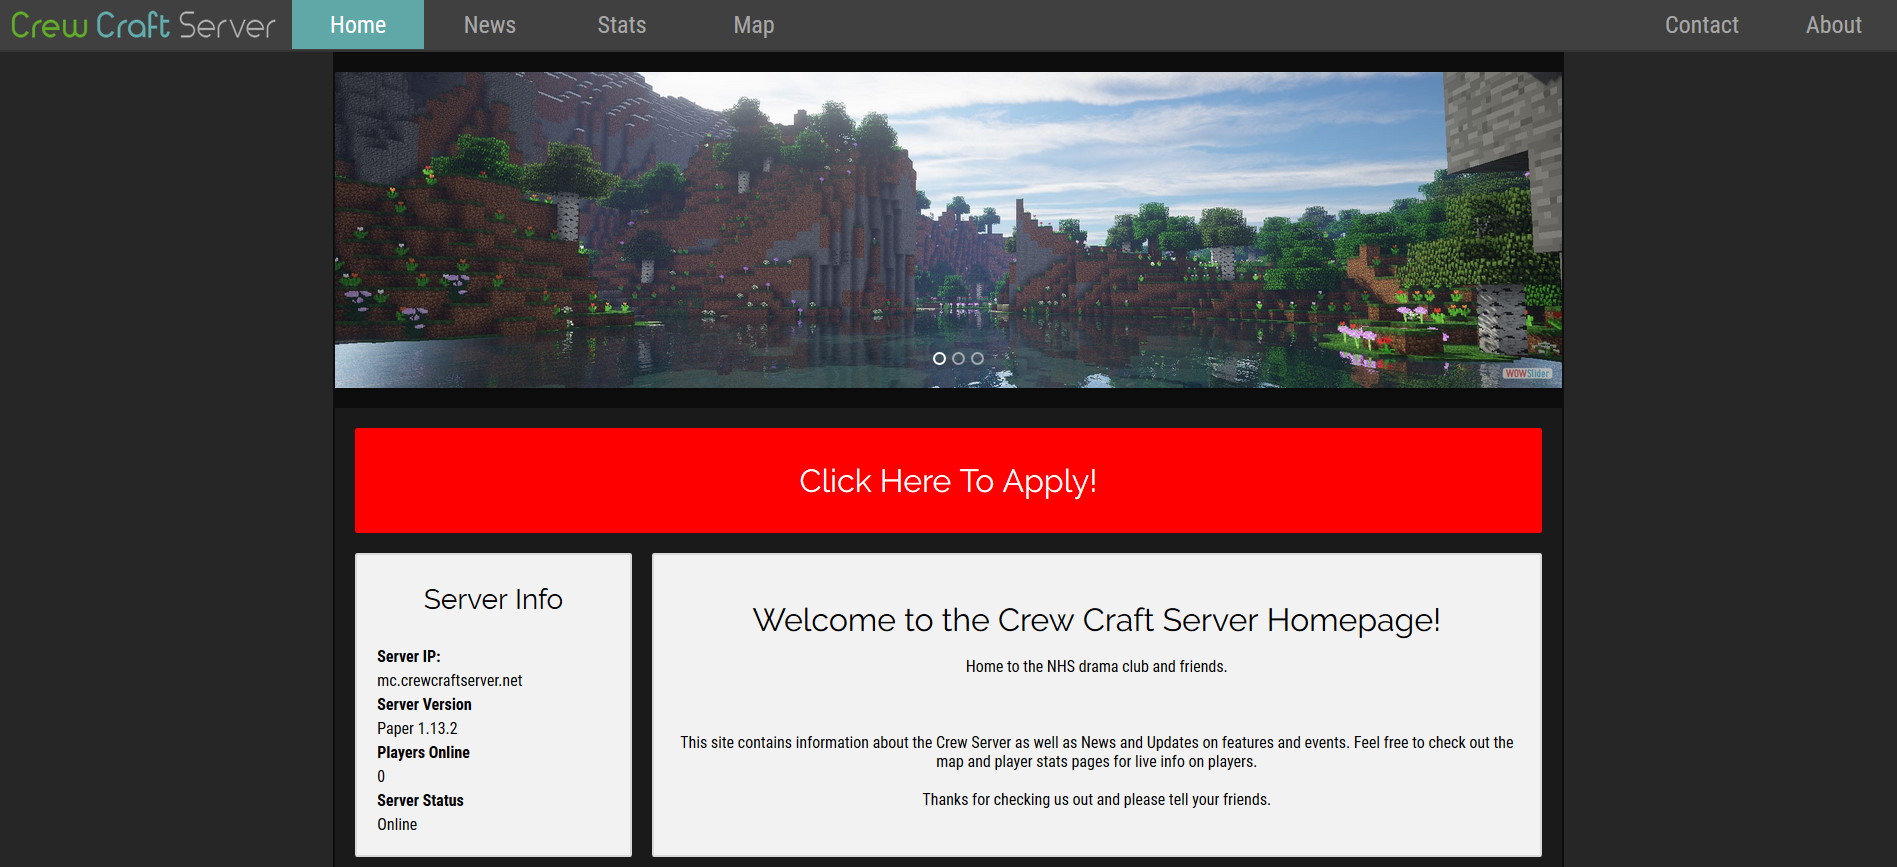 Crew Craft Server
Home
News
Stats
Map
Contact
About
WOWSlider
Click Here To Apply!
Server Info
Server IP:
mc.crewcraftserver.net
Server Version
Paper 1.13.2
Players Online
0
Server Status
Online
Welcome to the Crew Craft Server Homepage!
Home to the NHS drama club and friends.
This site contains information about the Crew Server as well as News and Updates on features and events. Feel free to check out the
map and player stats pages for live info on players.
Thanks for checking us out and please tell your friends.